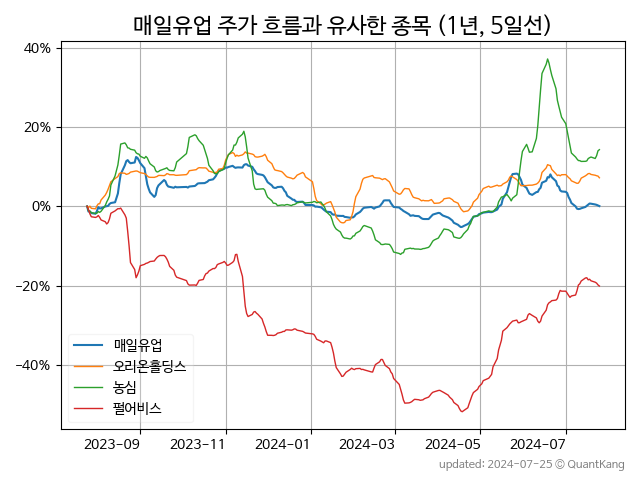 매일유업 주가 흐름과 유사한 종목 (1년, 5일선)
40%
20%
0%
−20%
−40%
매일유업
오리온홀딩스
농심
펄어비스
2023-09 2023-11 2024-01 2024-03 2024-05 2024-07
updated: 2024-07-25 © QuantKang